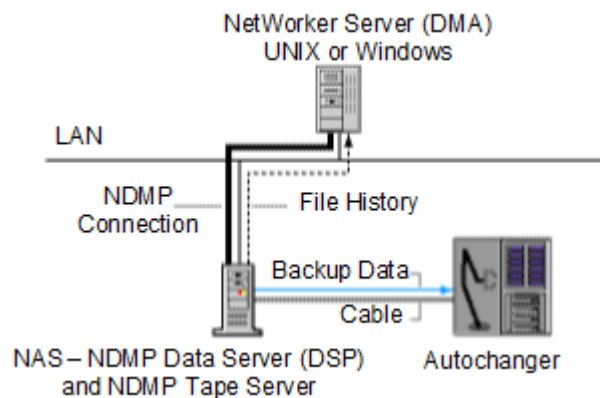 NetWorker Server (DMA)
UNIX or Windows
LAN
NDMP
Connection
File History
Backup Data
Cable
NAS – NDMP Data Server (DSP)
and NDMP Tape Server
Autochanger